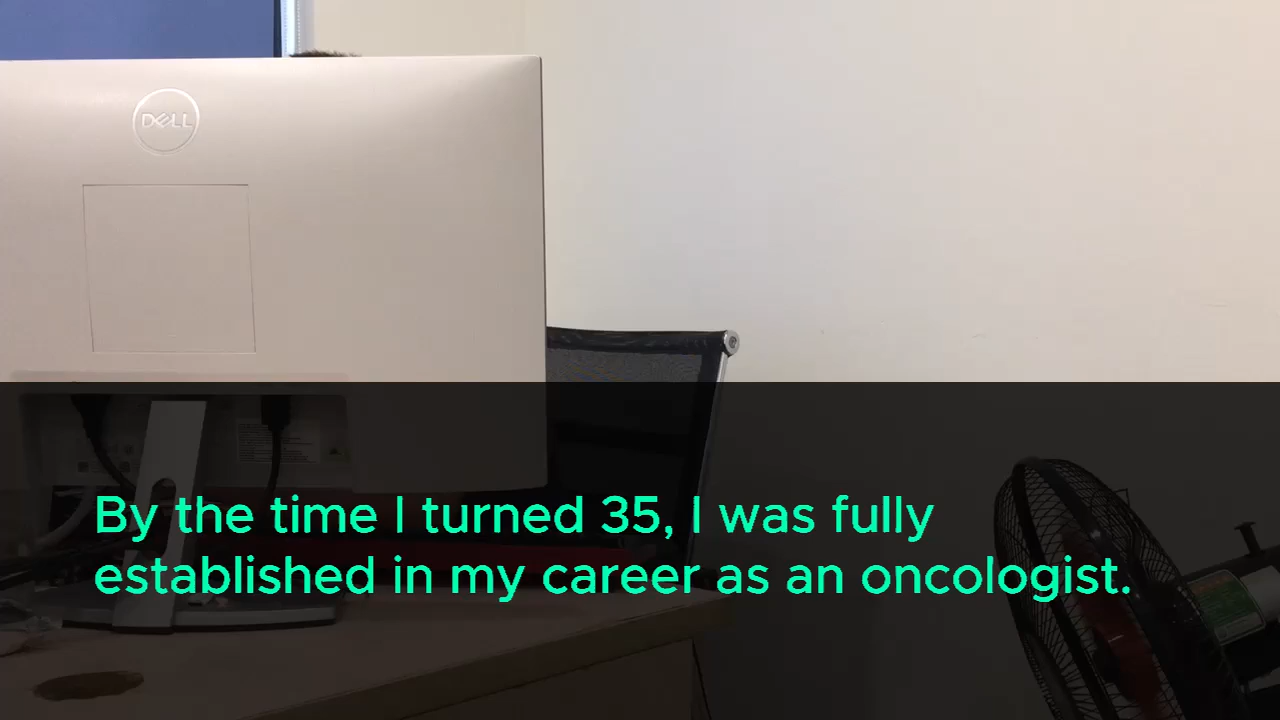 DELL
By the time I turned 35, I was fully
established in my career as an oncologist.